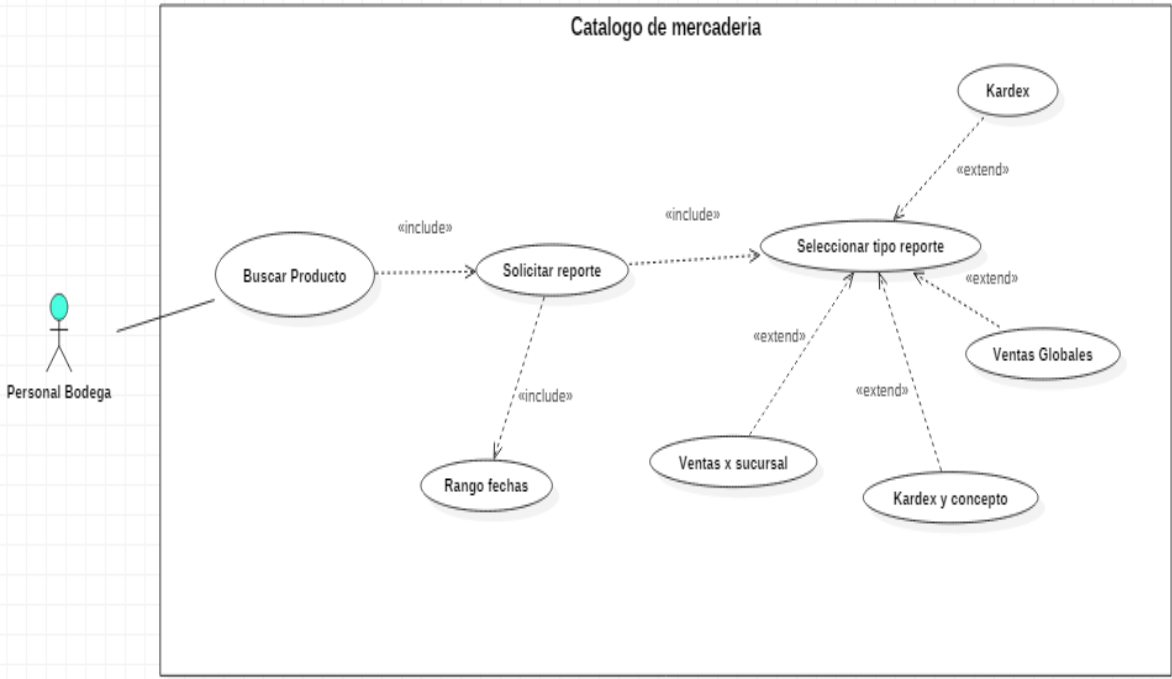 Catalogo de mercaderia
Kardex
«extend»
«include»
«include»
Seleccionar tipo reporte
Buscar Producto
Solicitar reporte
«extend»
«extend»
Ventas Globales
Personal Bodega
«extend»
«include»
Ventas x sucursal
Rango fechas
Kardex y concepto